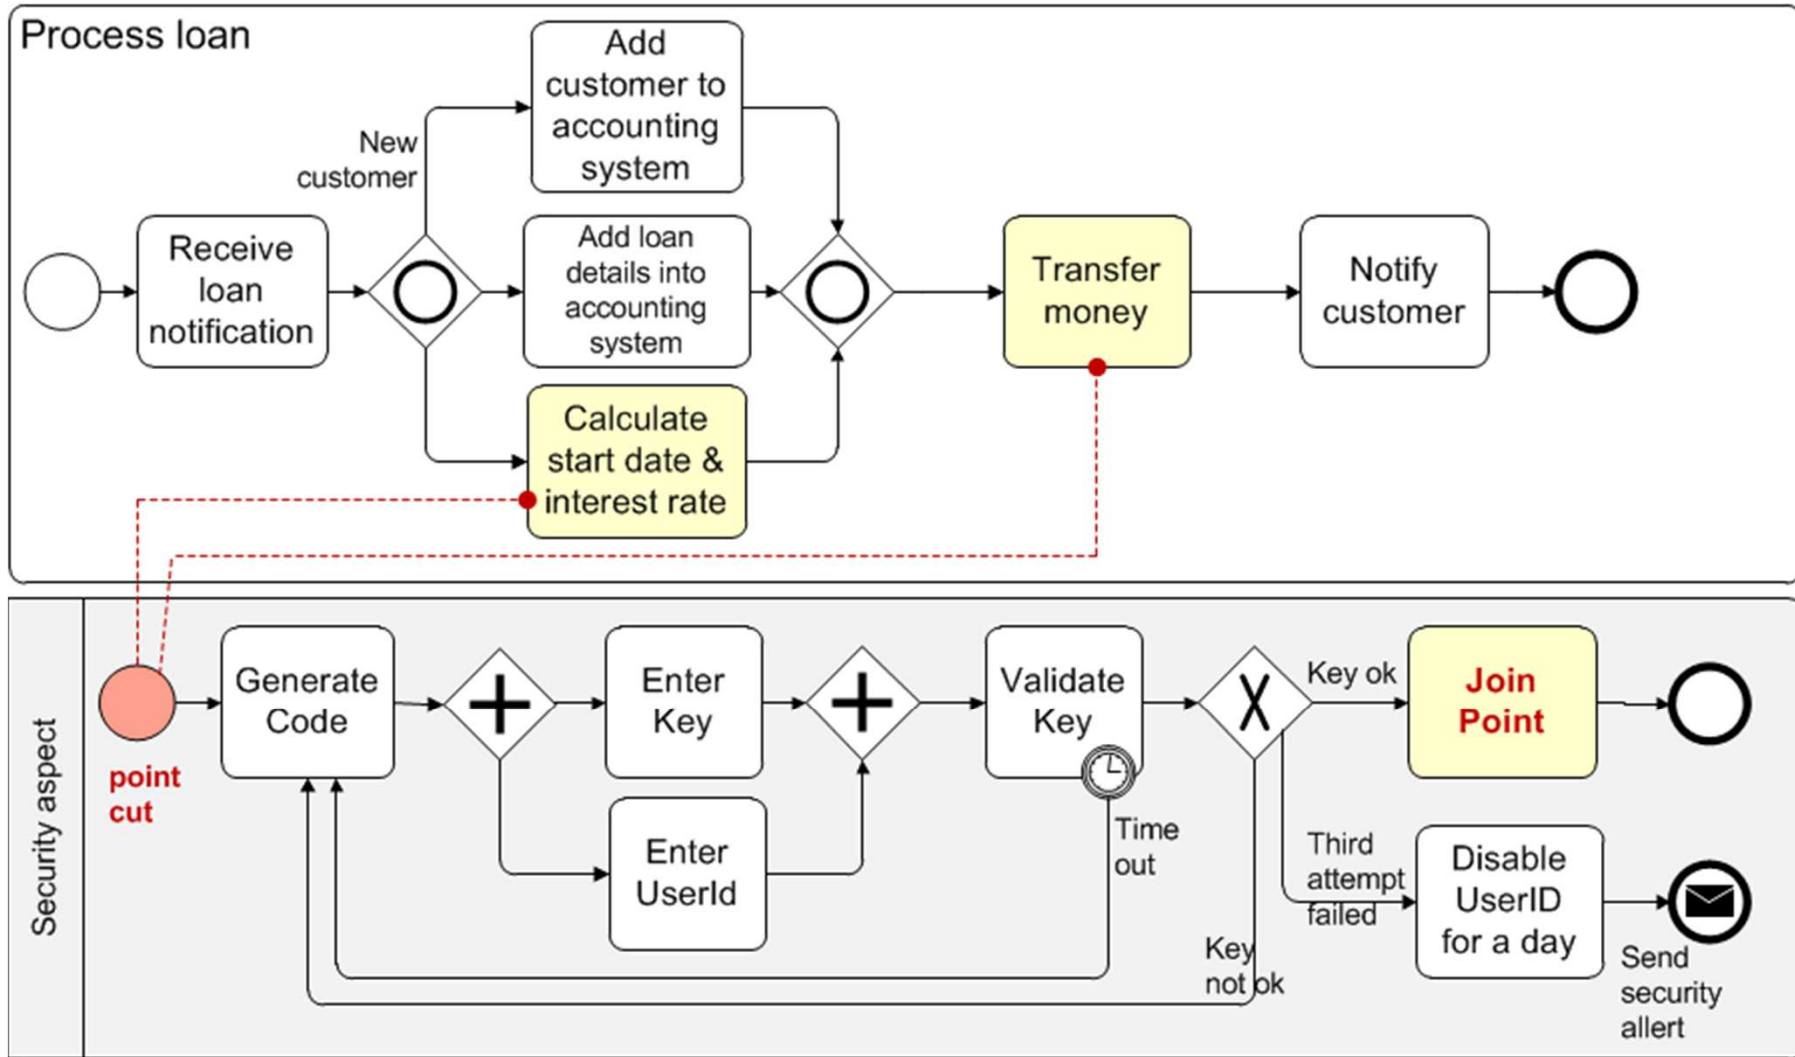 Process loan
Add
customer to
accounting
system
New
customer
Receive
loan
notification
Add loan
details into
accounting
system
Transfer
money
Notify
customer
Calculate
start date &
interest rate
Security aspect
point
cut
Generate
Code
Enter
Key
Enter
UserId
Validate
Key
Time
out
Key ok
Join
Point
Third
attempt
failed
Disable
UserID
for a day
Key
not ok
Send
security
allert